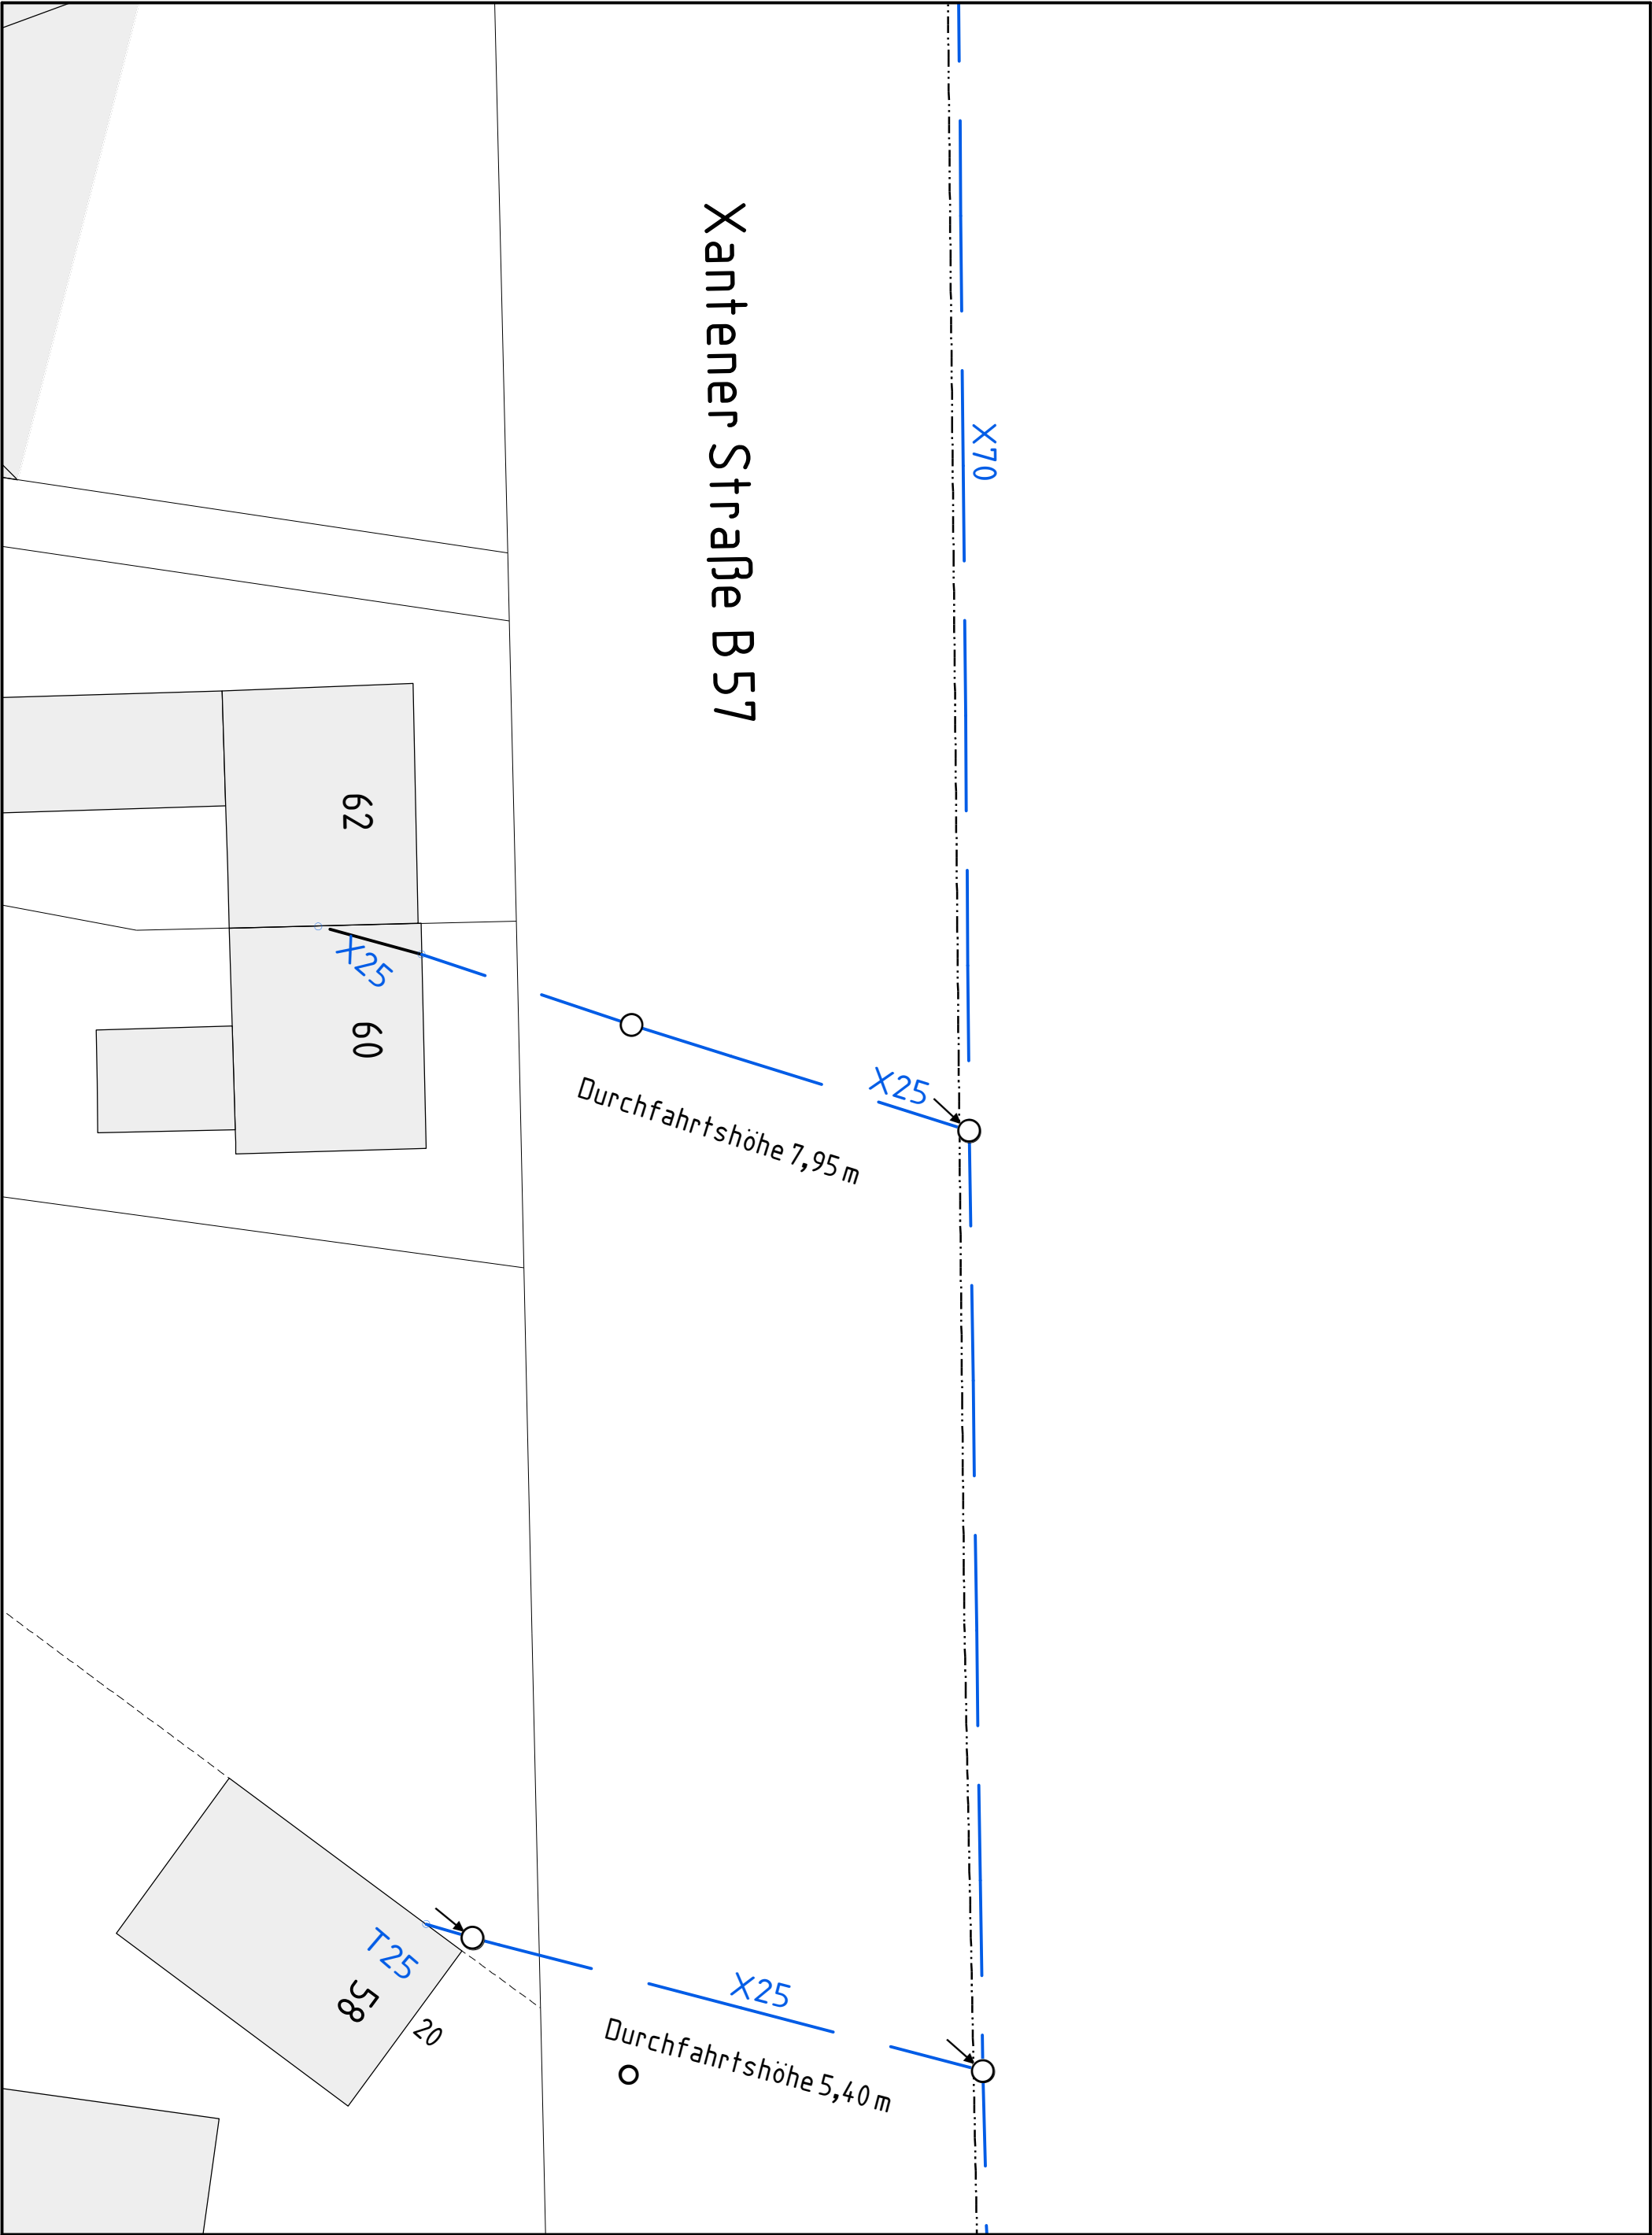 Xantener Straße B 57
X70
62
X25
60
X25
Durchfahrtshöhe 7,95 m
T25
58
20
X25
Durchfahrtshöhe 5,40 m